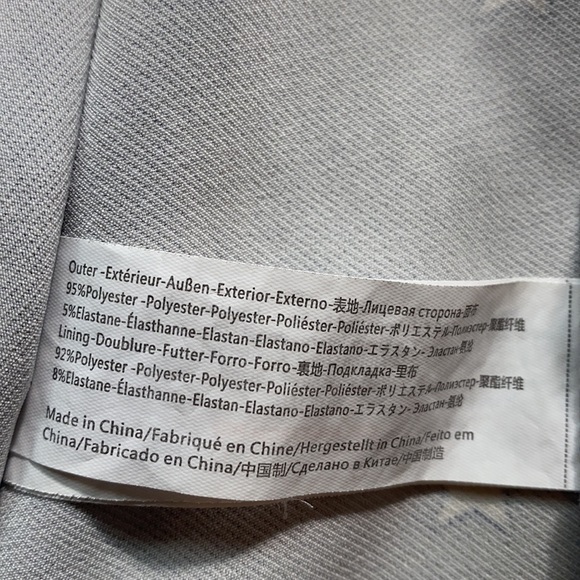 Outer -Extérieur-Außen-Exterior-Externo-表地-Лицевая сторона-面布
95%Polyester -Polyester-Polyester-Poliéster-Poliéster-ポリエステル-Полиэстер-聚酯纤维
5%Elastane-Élasthanne-Elastan-Elastano-Elastano-エラスタン- Эластан-氨纶
Lining-Doublure-Futter-Forro-Forro-裏地-Подкладка-里布
92%Polyester -Polyester-Polyester-Poliéster-Poliéster-ポリエステル-Полиэстер-聚酯纤维
8%Elastane-Élasthanne-Elastan-Elastano-Elastano-エラスタン- Эластан-氨纶
Made in China/Fabriqué en Chine/Hergestellt in China/Feito em
China/Fabricado en China/中国制/Сделано в Китае/中国制造